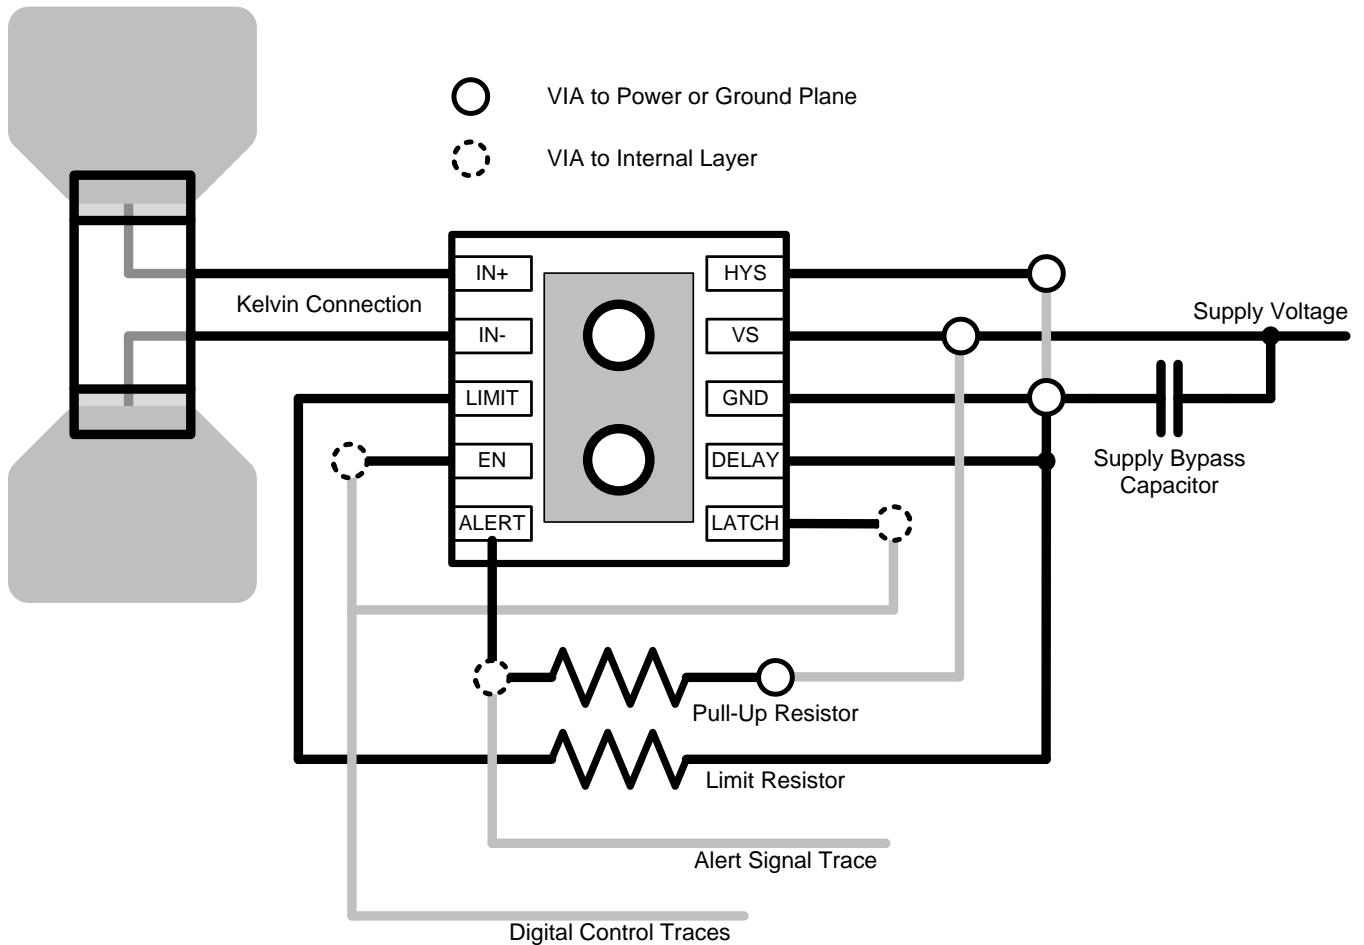 VIA to Power or Ground Plane
VIA to Internal Layer
IN+
HYS
Kelvin Connection
Supply Voltage
IN-
VS
LIMIT
GND
EN
DELAY
Supply Bypass
Capacitor
ALERT
LATCH
Pull-Up Resistor
Limit Resistor
Alert Signal Trace
Digital Control Traces